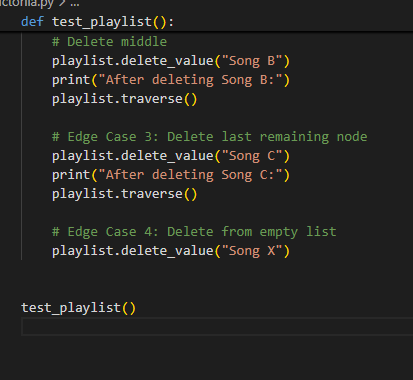 ictoria.py > ...
def test_playlist():
# Delete middle
playlist.delete_value("Song B")
print("After deleting Song B:")
playlist.traverse()
# Edge Case 3: Delete last remaining node
playlist.delete_value("Song C")
print("After deleting Song C:")
playlist.traverse()
# Edge Case 4: Delete from empty list
playlist.delete_value("Song X")
test_playlist()